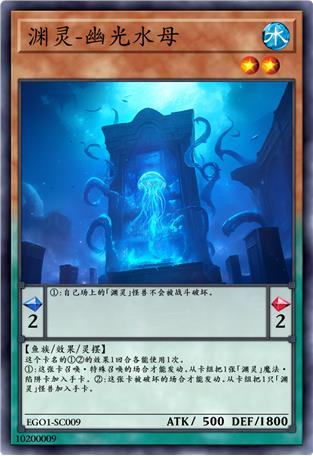 渊灵-幽光水母
水
①:自己场上的「渊灵」怪兽不会被战斗破坏。
2
2
【鱼族/效果/灵摆】
这个卡名的①②的效果1回合各能使用1次。
①:这张卡召唤・特殊召唤的场合才能发动。从卡组把1张「渊灵」魔法・
陷阱卡加入手卡。②:这张卡被破坏的场合才能发动。从卡组把1只「渊
灵」怪兽加入手卡。
EGO1-SC009
ATK/ 500
DEF/1800
10200009